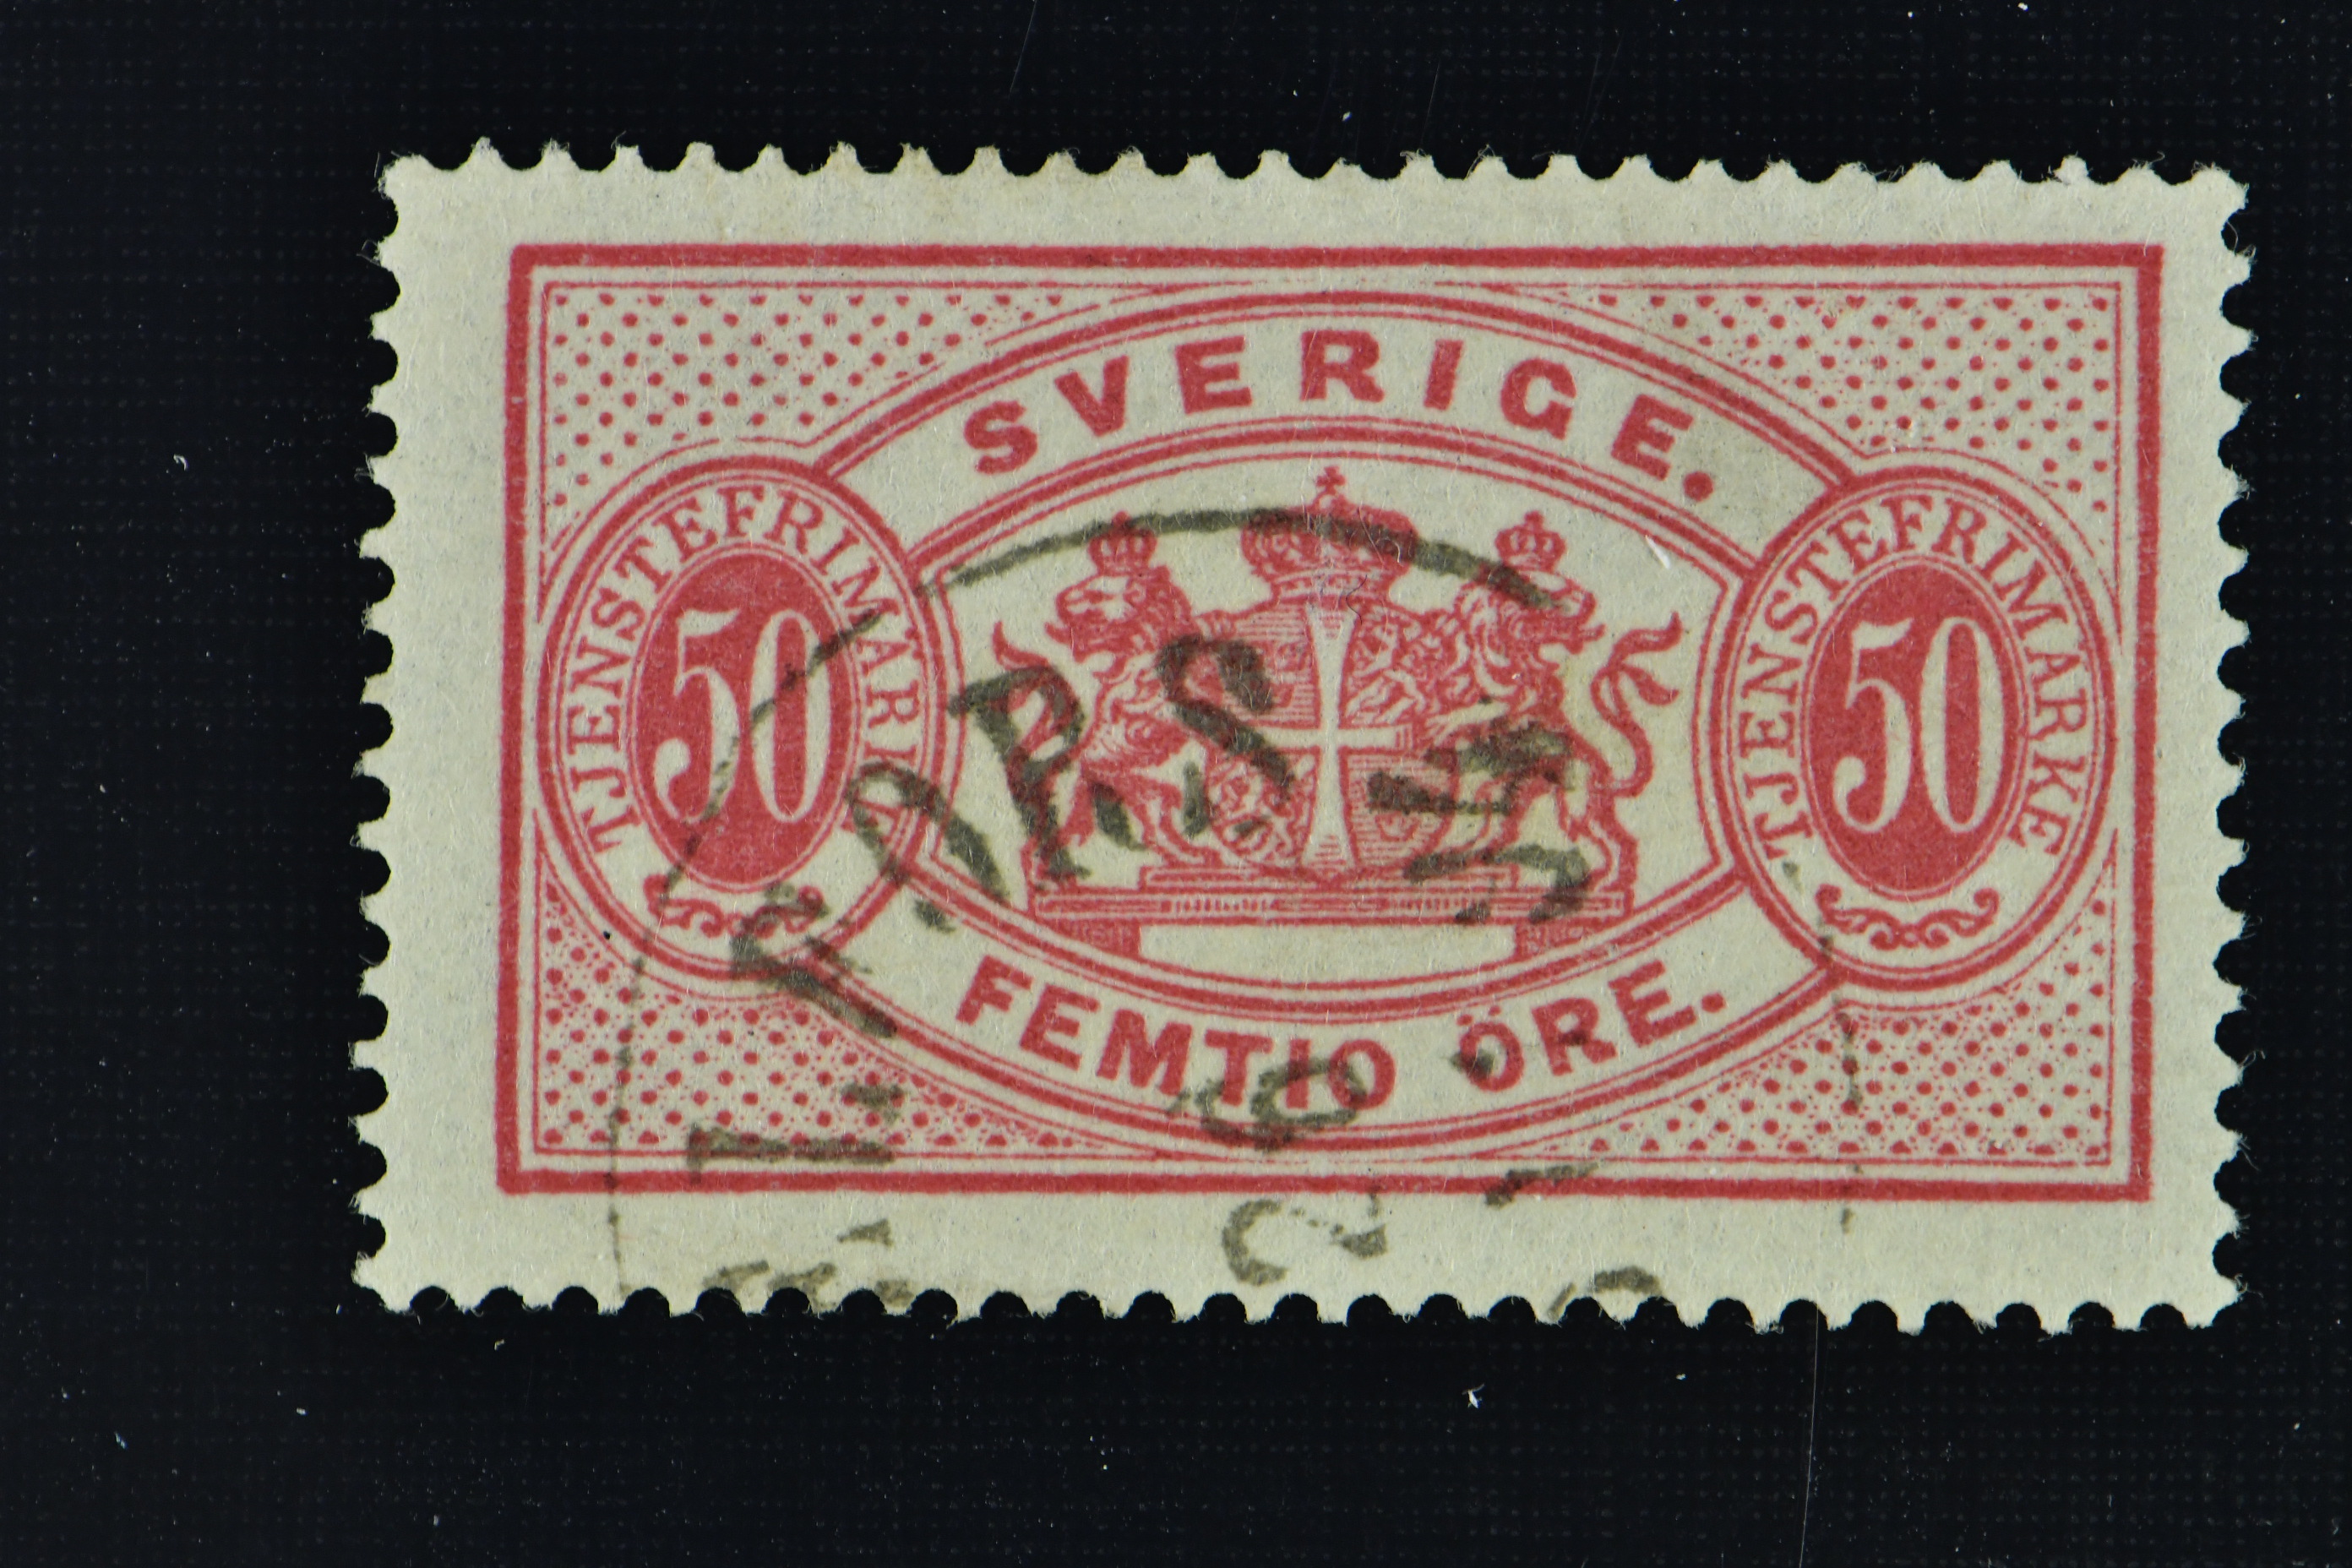 SVERIGE.
TJENSTEFRIMARKE
50
TJENSTEFRIMARKE
50
FEMTIO ÖRE.